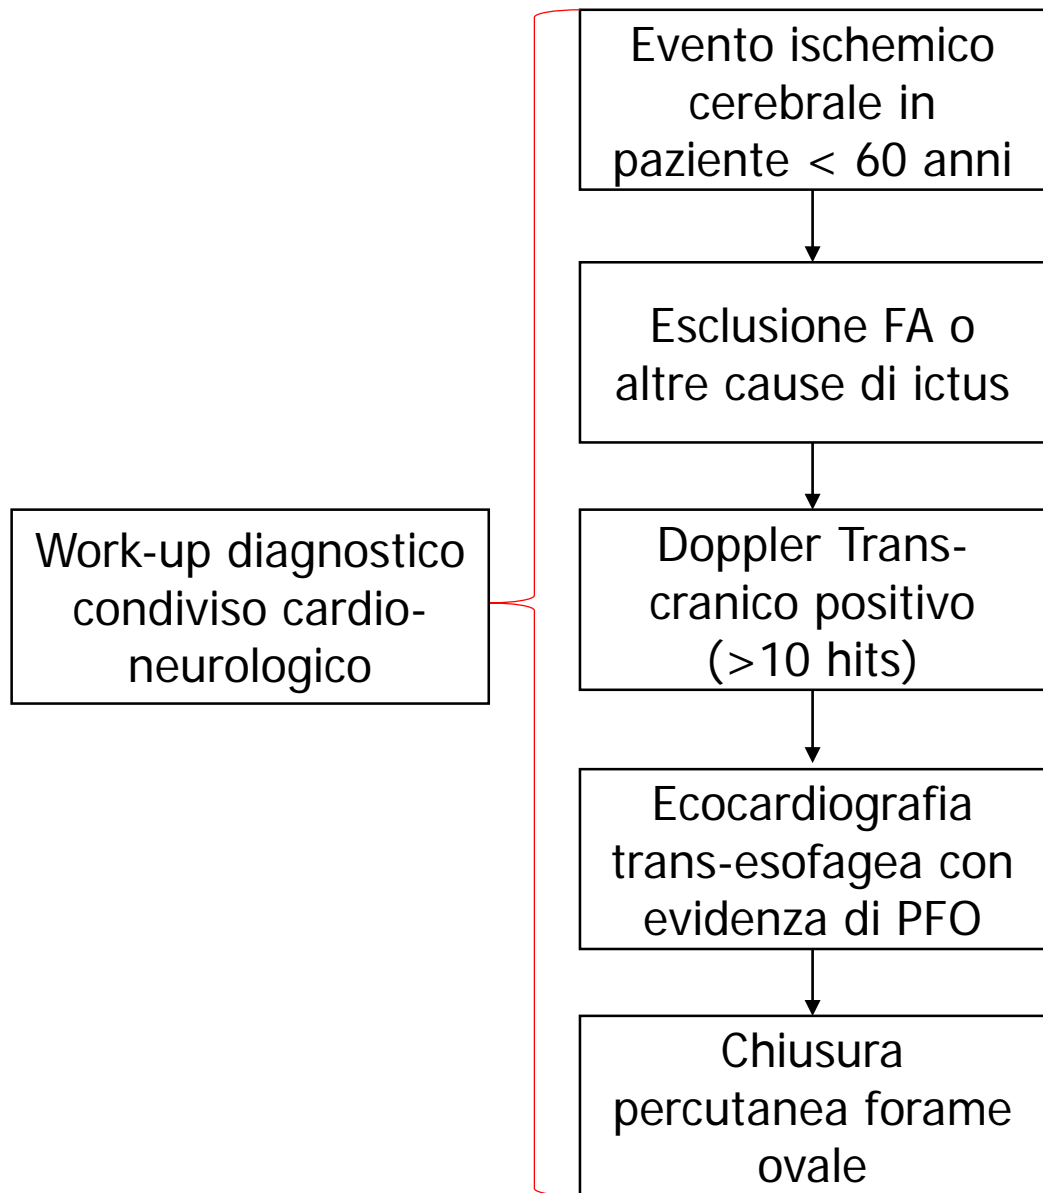 Evento ischemico
cerebrale in
paziente < 60 anni
Esclusione FA o
altre cause di ictus
Work-up diagnostico
condiviso cardio-
neurologico
Doppler Trans-
cranico positivo
(>10 hits)
Ecocardiografia
trans-esofagea con
evidenza di PFO
Chiusura
percutanea forame
ovale